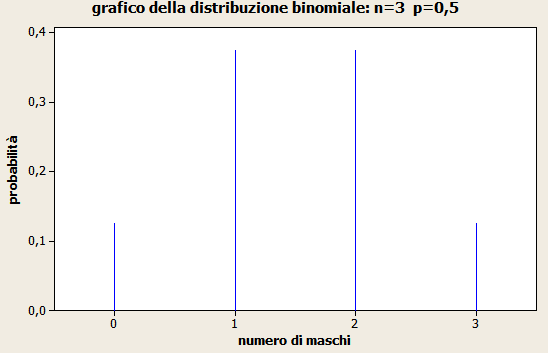 grafico della distribuzione binomiale: n=3 p=0,5
0,4
0,3
0,2
0,1
0,0
probabilità
0 1 2 3
numero di maschi